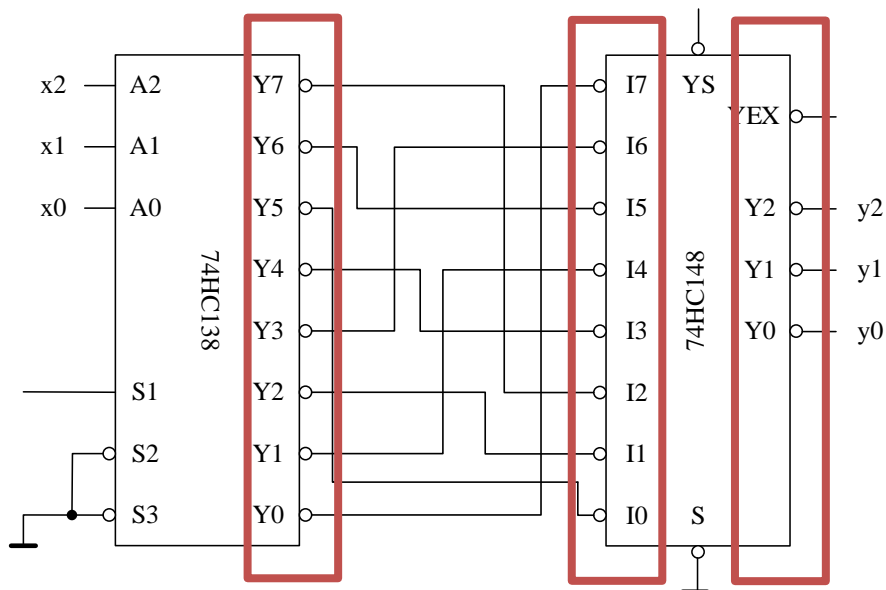 x2 A2 Y7 I7 YS
YEX
x1 A1 Y6 I6
x0 A0 Y5 I5 Y2 y2
Y4 I4 Y1 y1
74HC138
74HC148
Y3 I3 Y0 y0
S1 Y2 I2
S2 Y1 I1
S3 Y0 I0 S